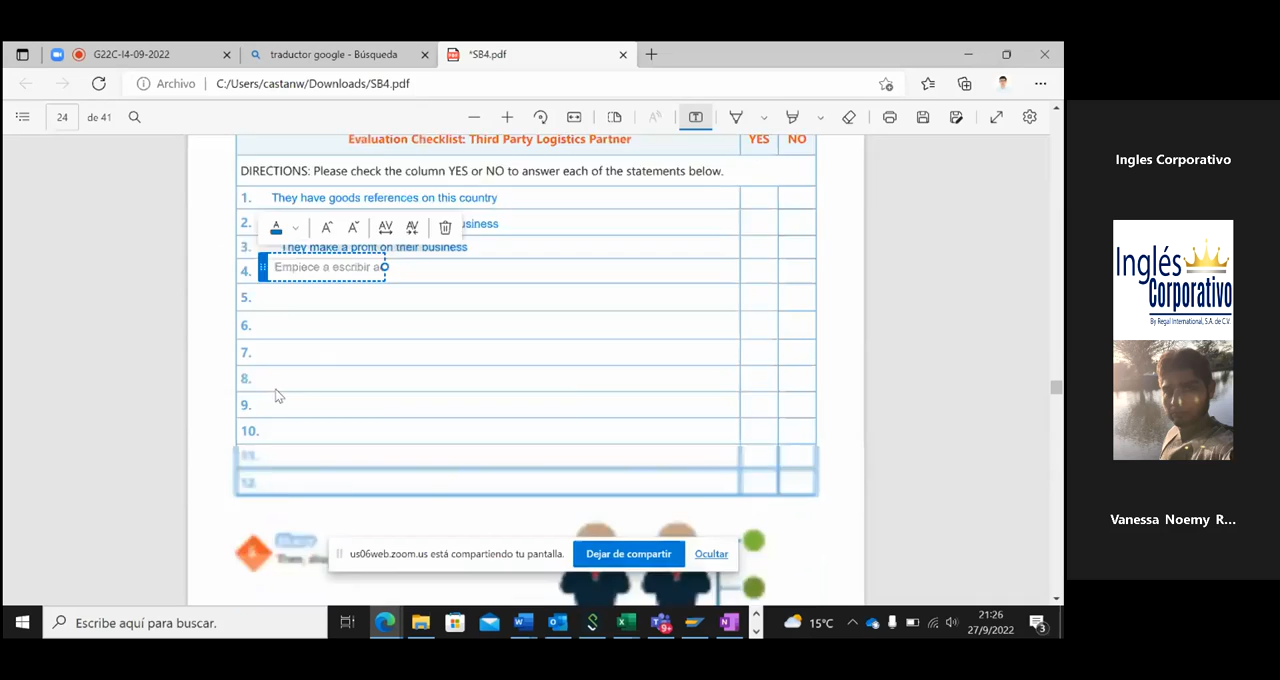 G22C-I4-09-2022
traductor google - Búsqueda
*SB4.pdf
Archivo
C:/Users/castanw/Downloads/SB4.pdf
24 de 41
Evaluation Checklist: Third Party Logistics Partner YES NO
DIRECTIONS: Please check the column YES or NO to answer each of the statements below.
1. They have goods references on this country
2. usiness
3. They make a profit on their business
4. Empiece a escribir a
5.
6.
7.
8.
9.
10.
11.
12.
us06web.zoom.us está compartiendo tu pantalla.
Dejar de compartir
Ocultar
Escribe aquí para buscar.
9+
15°C
21:26
27/9/2022
3
Ingles Corporativo
Inglés
Corporativo
By Regal International, S.A. de C.V.
Vanessa Noemy R...